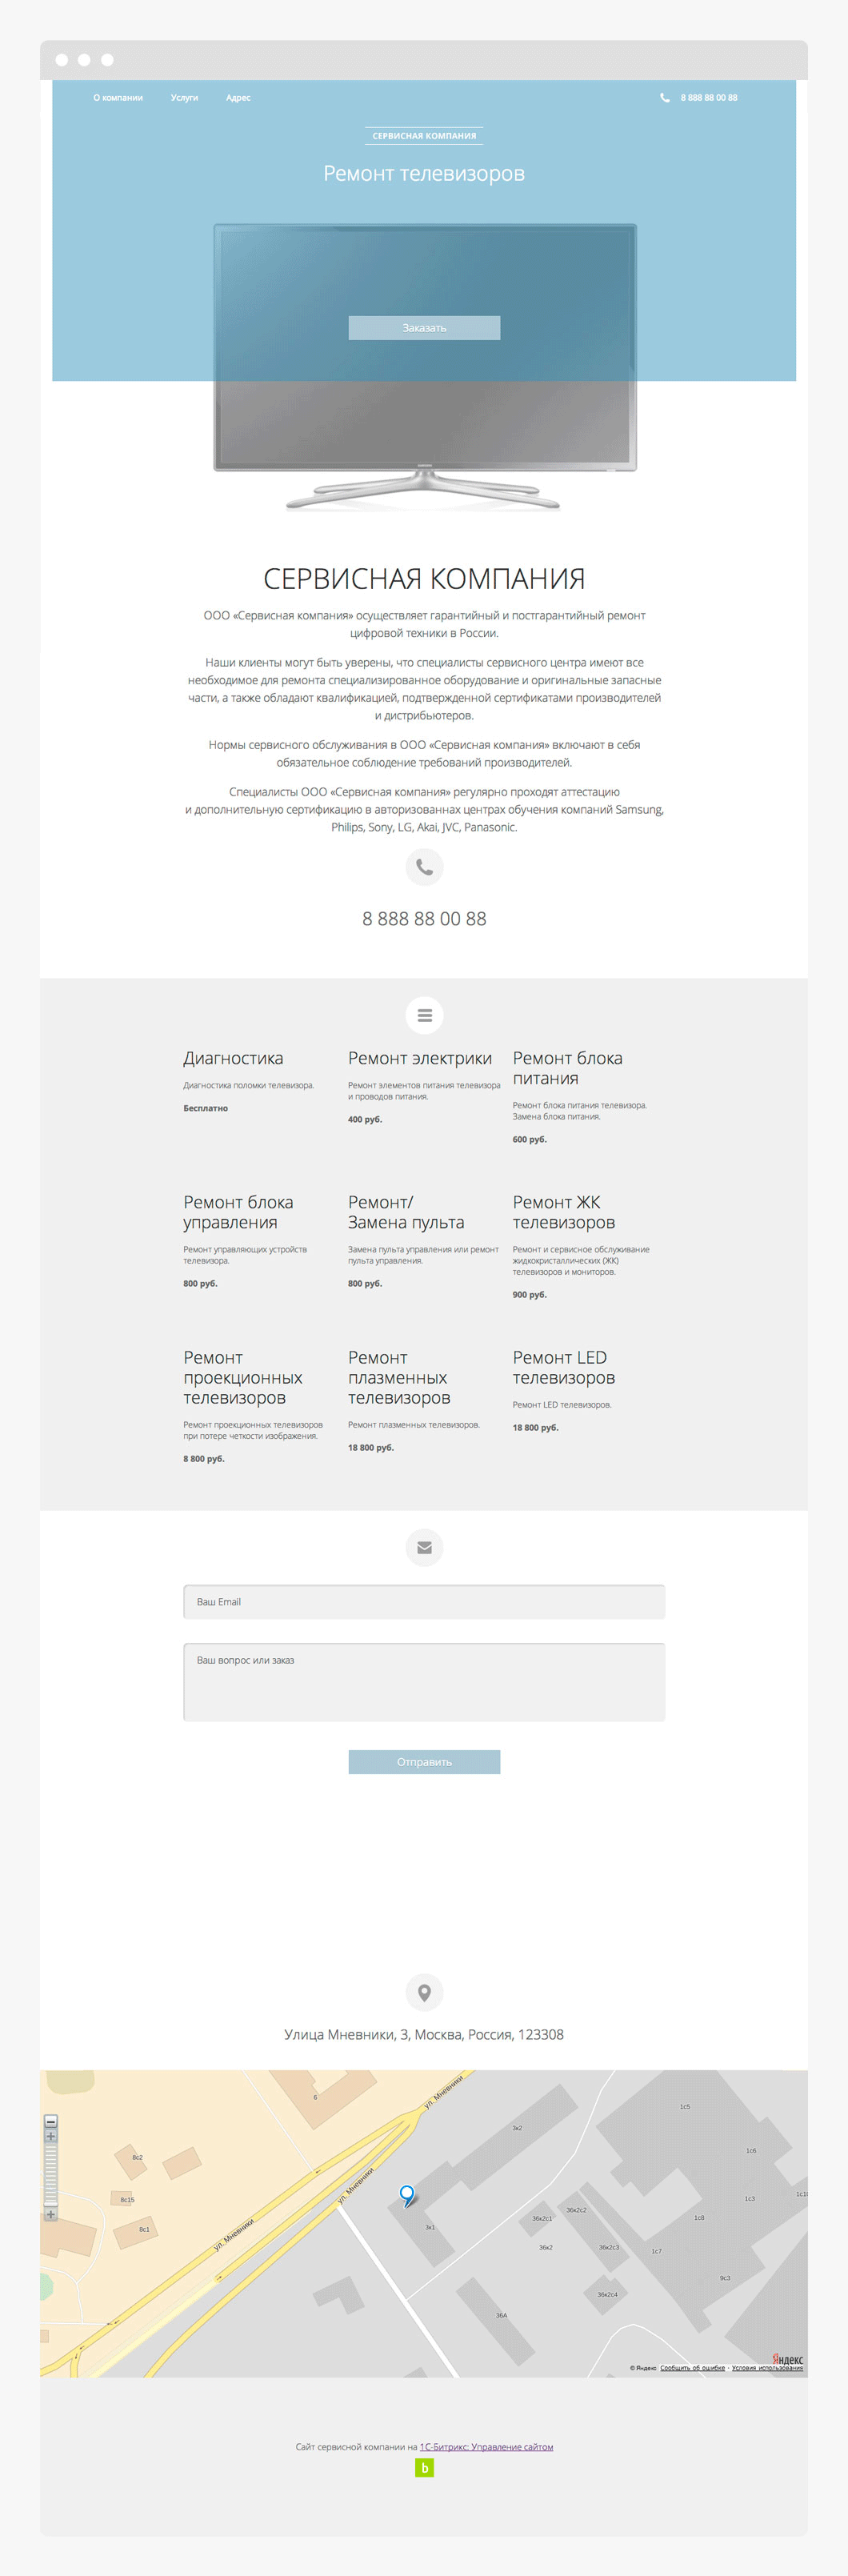 О компании
Услуги
Адрес
8 888 88 00 88
СЕРВИСНАЯ КОМПАНИЯ
Ремонт телевизоров
Заказать
СЕРВИСНАЯ КОМПАНИЯ
ООО «Сервисная компания» осуществляет гарантийный и постгарантийный ремонт
цифровой техники в России.
Наши клиенты могут быть уверены, что специалисты сервисного центра имеют все
необходимое для ремонта специализированное оборудование и оригинальные запасные
части, а также обладают квалификацией, подтвержденной сертификатами производителей
и дистрибьютеров.
Нормы сервисного обслуживания в ООО «Сервисная компания» включают в себя
обязательное соблюдение требований производителей.
Специалисты ООО «Сервисная компания» регулярно проходят аттестацию
и дополнительную сертификацию в авторизованнах центрах обучения компаний Samsung,
Philips, Sony, LG, Akai, JVC, Panasonic.
8 888 88 00 88
Диагностика
Диагностика поломки телевизора.
Бесплатно
Ремонт электрики
Ремонт элементов питания телевизора
и проводов питания.
400 руб.
Ремонт блока
питания
Ремонт блока питания телевизора.
Замена блока питания.
600 руб.
Ремонт блока
управления
Ремонт управляющих устройств
телевизора.
800 руб.
Ремонт/
Замена пульта
Замена пульта управления или ремонт
пульта управления.
800 руб.
Ремонт ЖК
телевизоров
Ремонт и сервисное обслуживание
жидкокристаллических (ЖК)
телевизоров и мониторов.
900 руб.
Ремонт
проекционных
телевизоров
Ремонт проекционных телевизоров
при потере четкости изображения.
8 800 руб.
Ремонт
плазменных
телевизоров
Ремонт плазменных телевизоров.
18 800 руб.
Ремонт LED
телевизоров
Ремонт LED телевизоров.
18 800 руб.
Ваш Email
Ваш вопрос или заказ
Отправить
Улица Мневники, 3, Москва, Россия, 123308
ул. Мневники
6
1с5
3к2
1с6
8с2
ул. Мневники
8с15
1с3
36к2с2
36к2с1
1с8
8с1
3к1
ул. Мневники
36к2
36к2с3
1с7
9с3
36к2с4
36А
Яндекс
© Яндекс Сообщить об ошибке · Условия использования
Сайт сервисной компании на 1С-Битрикс: Управление сайтом
b